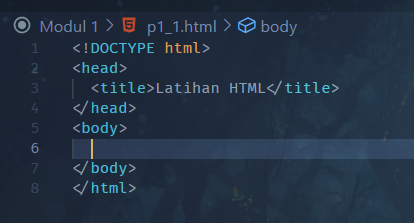 Modul 1 > p1_1.html > body
1 <!DOCTYPE html>
2 <head>
3 <title>Latihan HTML</title>
4 </head>
5 <body>
6
7 </body>
8 </html>